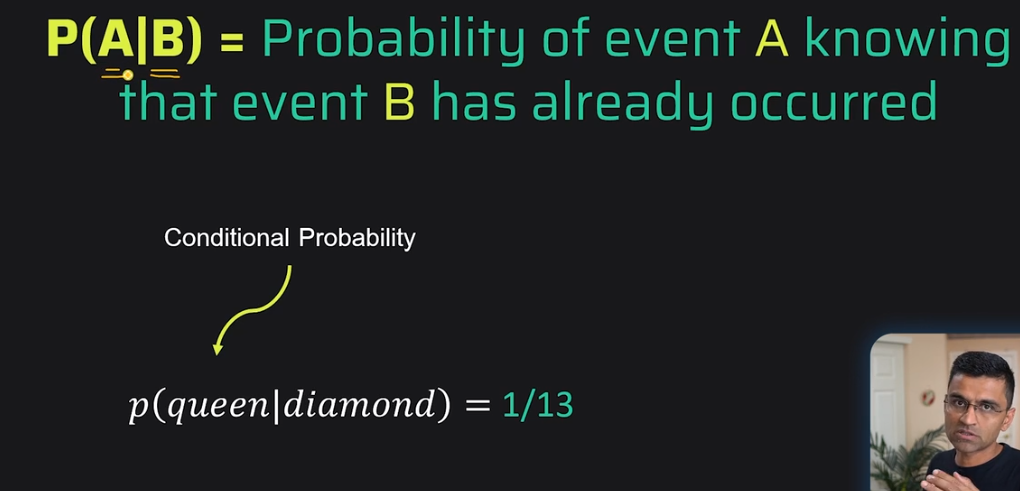 P(A|B) = Probability of event A knowing
that event B has already occurred
Conditional Probability
p(queen|diamond) = 1/13